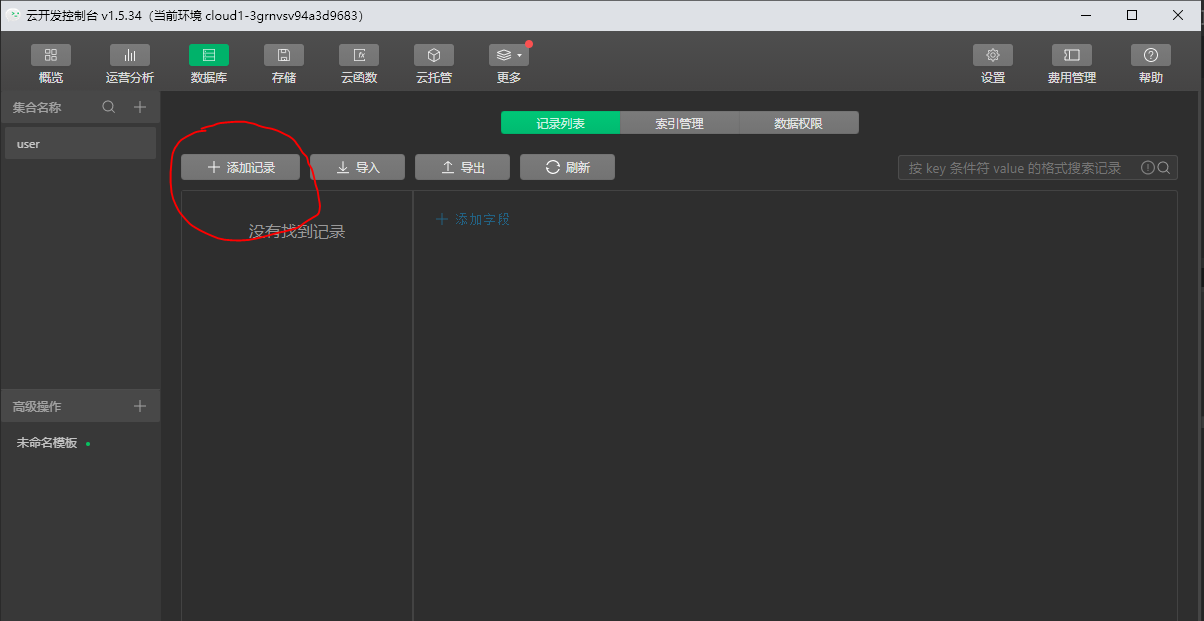 云开发控制台 v1.5.34（当前环境 cloud1-3grnvsv94a3d9683）
概览 运营分析 数据库 存储 云函数 云托管 更多 设置 费用管理 帮助
集合名称
user
记录列表 索引管理 数据权限
添加记录 导入 导出 刷新 按 key 条件符 value 的格式搜索记录
没有找到记录
添加字段
高级操作
未命名模板